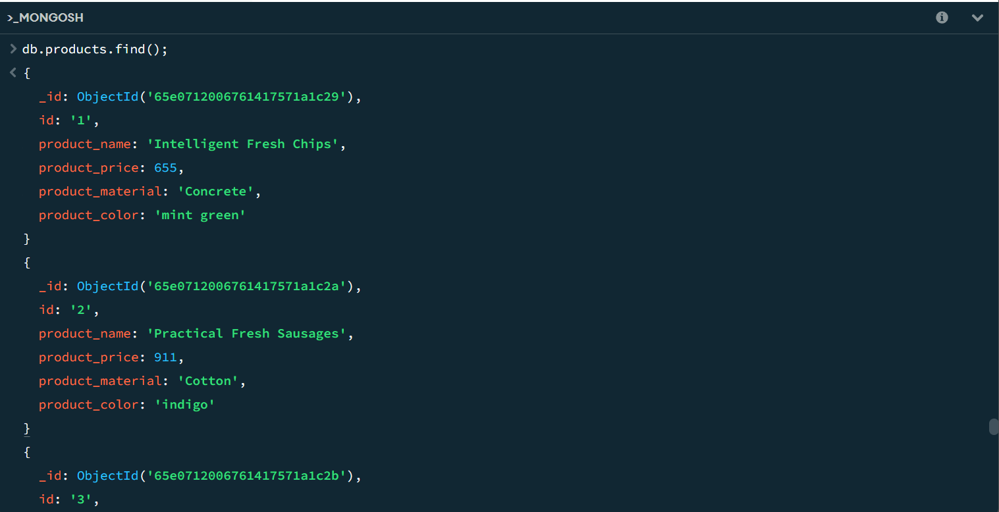 >_MONGOSH
> db.products.find();
< {
_id: ObjectId('65e0712006761417571a1c29'),
id: '1',
product_name: 'Intelligent Fresh Chips',
product_price: 655,
product_material: 'Concrete',
product_color: 'mint green'
}
{
_id: ObjectId('65e0712006761417571a1c2a'),
id: '2',
product_name: 'Practical Fresh Sausages',
product_price: 911,
product_material: 'Cotton',
product_color: 'indigo'
}
{
_id: ObjectId('65e0712006761417571a1c2b'),
id: '3',